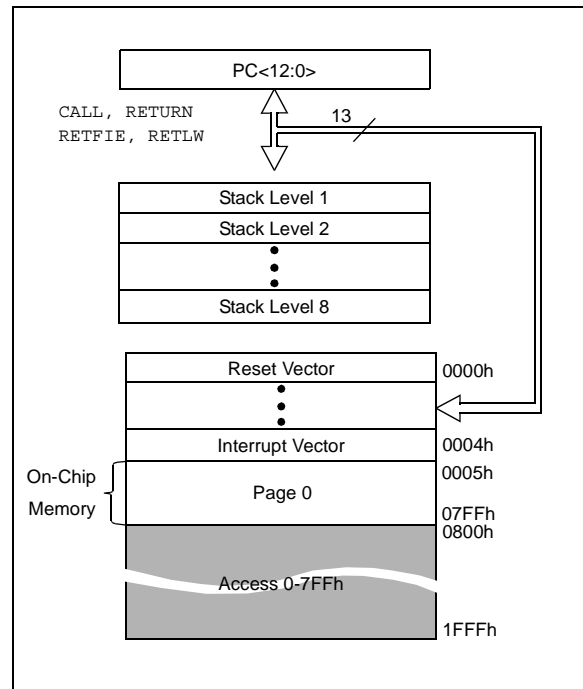 PC<12:0>
CALL, RETURN
RETFIE, RETLW
13
Stack Level 1
Stack Level 2
Stack Level 8
Reset Vector
0000h
Interrupt Vector
0004h
On-Chip
Memory
Page 0
0005h
07FFh
0800h
Access 0-7FFh
1FFFh